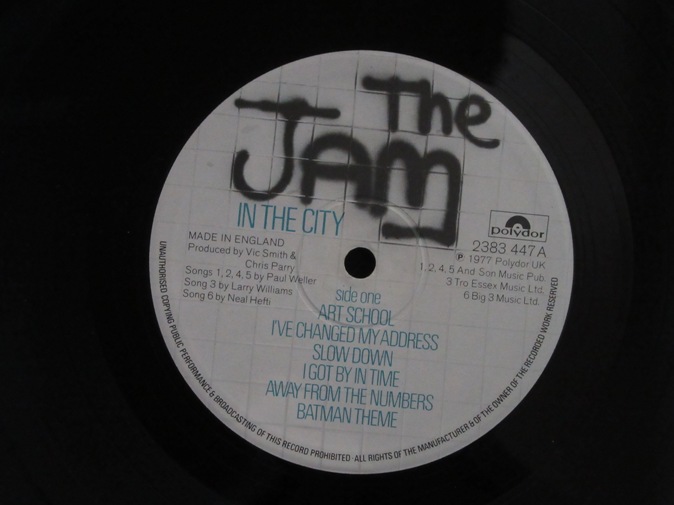 The
JAM
IN THE CITY
MADE IN ENGLAND
Produced by Vic Smith &
Chris Parry
Songs 1, 2, 4, 5 by Paul Weller
Song 3 by Larry Williams
Song 6 by Neal Hefti
polydor
2383 447 A
℗ 1977 Polydor UK
1, 2, 4, 5 And Son Music Pub.
3 Tro Essex Music Ltd.
6 Big 3 Music Ltd.
side one
ART SCHOOL
I'VE CHANGED MY ADDRESS
SLOW DOWN
I GOT BY IN TIME
AWAY FROM THE NUMBERS
BATMAN THEME
UNAUTHORISED COPYING PUBLIC PERFORMANCE & BROADCASTING OF THIS RECORD PROHIBITED · ALL RIGHTS OF THE MANUFACTURER & OF THE OWNER OF THE RECORDED WORK RESERVED